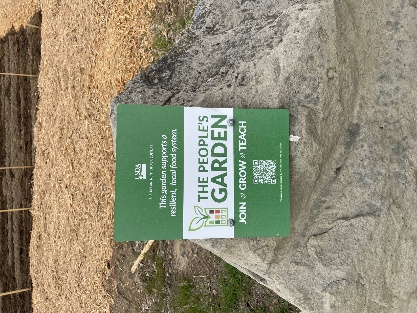 USDA
This garden supports a
resilient, local food system.
THE PEOPLE'S
GARDEN
JOIN GROW TEACH